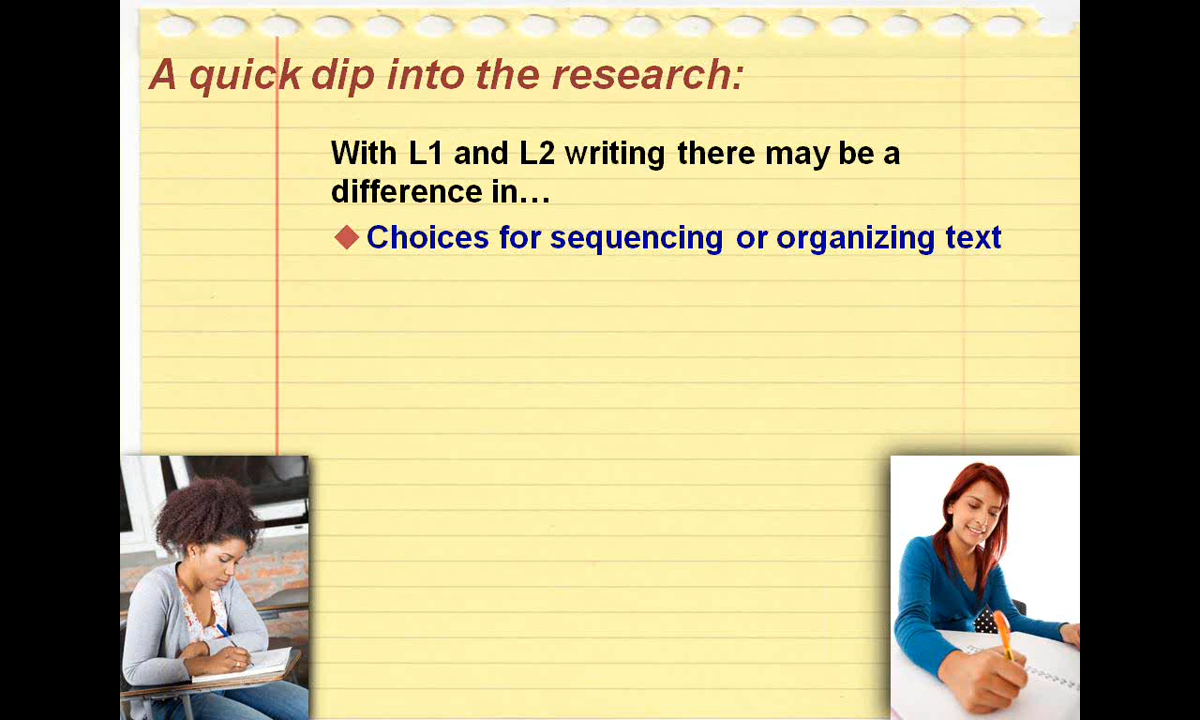 A quick dip into the research:
With L1 and L2 writing there may be a
difference in…
Choices for sequencing or organizing text